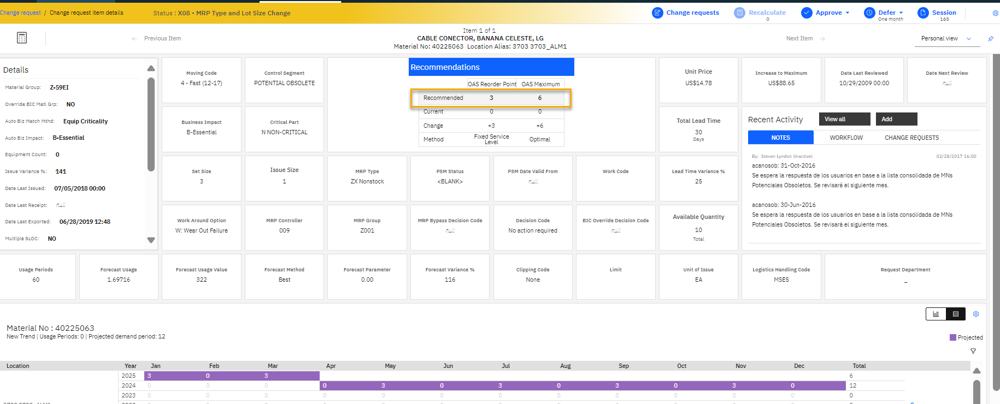 Change request / Change request item details
Status : X08 - MRP Type and Lot Size Change
Change requests
Recalculate
0
Approve
Defer
One month
Session
165
Previous Item
Item 1 of 1
CABLE CONECTOR, BANANA CELESTE, LG
Material No: 40225063 Location Alias: 3703 3703_ALM1
Next Item
Personal view
Details
Material Group: Z-59EI
Override BIC Matl Grp: NO
Auto Biz Match Mthd: Equip Criticality
Auto Biz Impact: B-Essential
Equipment Count: 0
Issue Variance %: 141
Date Last Issued: 07/05/2018 00:00
Date Last Receipt: null
Date Last Exported: 06/28/2019 12:48
Multiple SLOC: NO
Moving Code
4 - Fast (12-17)
Control Segment
POTENTIAL OBSOLETE
Business Impact
B-Essential
Critical Part
N NON-CRITICAL
Recommendations
OAS Reorder Point OAS Maximum
Recommended 3 6
Current 0 0
Change +3 +6
Method Fixed Service Level Optimal
Unit Price
US$14.78
Increase to Maximum
US$88.65
Date Last Reviewed
10/29/2009 00:00
Date Next Review
null
Total Lead Time
30
Days
Recent Activity
View all
Add
NOTES WORKFLOW CHANGE REQUESTS
By: Steven Lyndon (inactive) 02/28/2017 16:00
acanosob: 31-Oct-2016
Se espera la respuesta de los usuarios en base a la lista consolidada de MNs
Potenciales Obsoletos. Se revisará el siguiente mes.
acanosob: 30-Jun-2016
Se espera la respuesta de los usuarios en base a la lista consolidada de MNs
Potenciales Obsoletos. Se revisará el siguiente mes.
Set Size
3
Issue Size
1
MRP Type
ZX Nonstock
PSM Status
<BLANK>
PSM Date Valid From
null
Work Code
Lead Time Variance %
25
Work Around Option
W: Wear Out Failure
MRP Controller
009
MRP Group
Z001
MRP Bypass Decision Code
null
Decision Code
No action required
BIC Override Decision Code
null
Available Quantity
10
Total
Usage Periods
60
Forecast Usage
1.69716
Forecast Usage Value
322
Forecast Method
Best
Forecast Parameter
0.00
Forecast Variance %
116
Clipping Code
None
Limit
Unit of Issue
EA
Logistics Handling Code
MSES
Request Department
_
Material No : 40225063
New Trend | Usage Periods: 0 | Projected demand period: 12
Projected
Location Year Jan Feb Mar Apr May Jun Jul Aug Sep Oct Nov Dec Total
2025 3 0 3 6
2024 0 0 0 0 3 0 3 0 3 0 3 0 12
2023 0 0 0 0 0 0 0 0 0 0 0 0 0